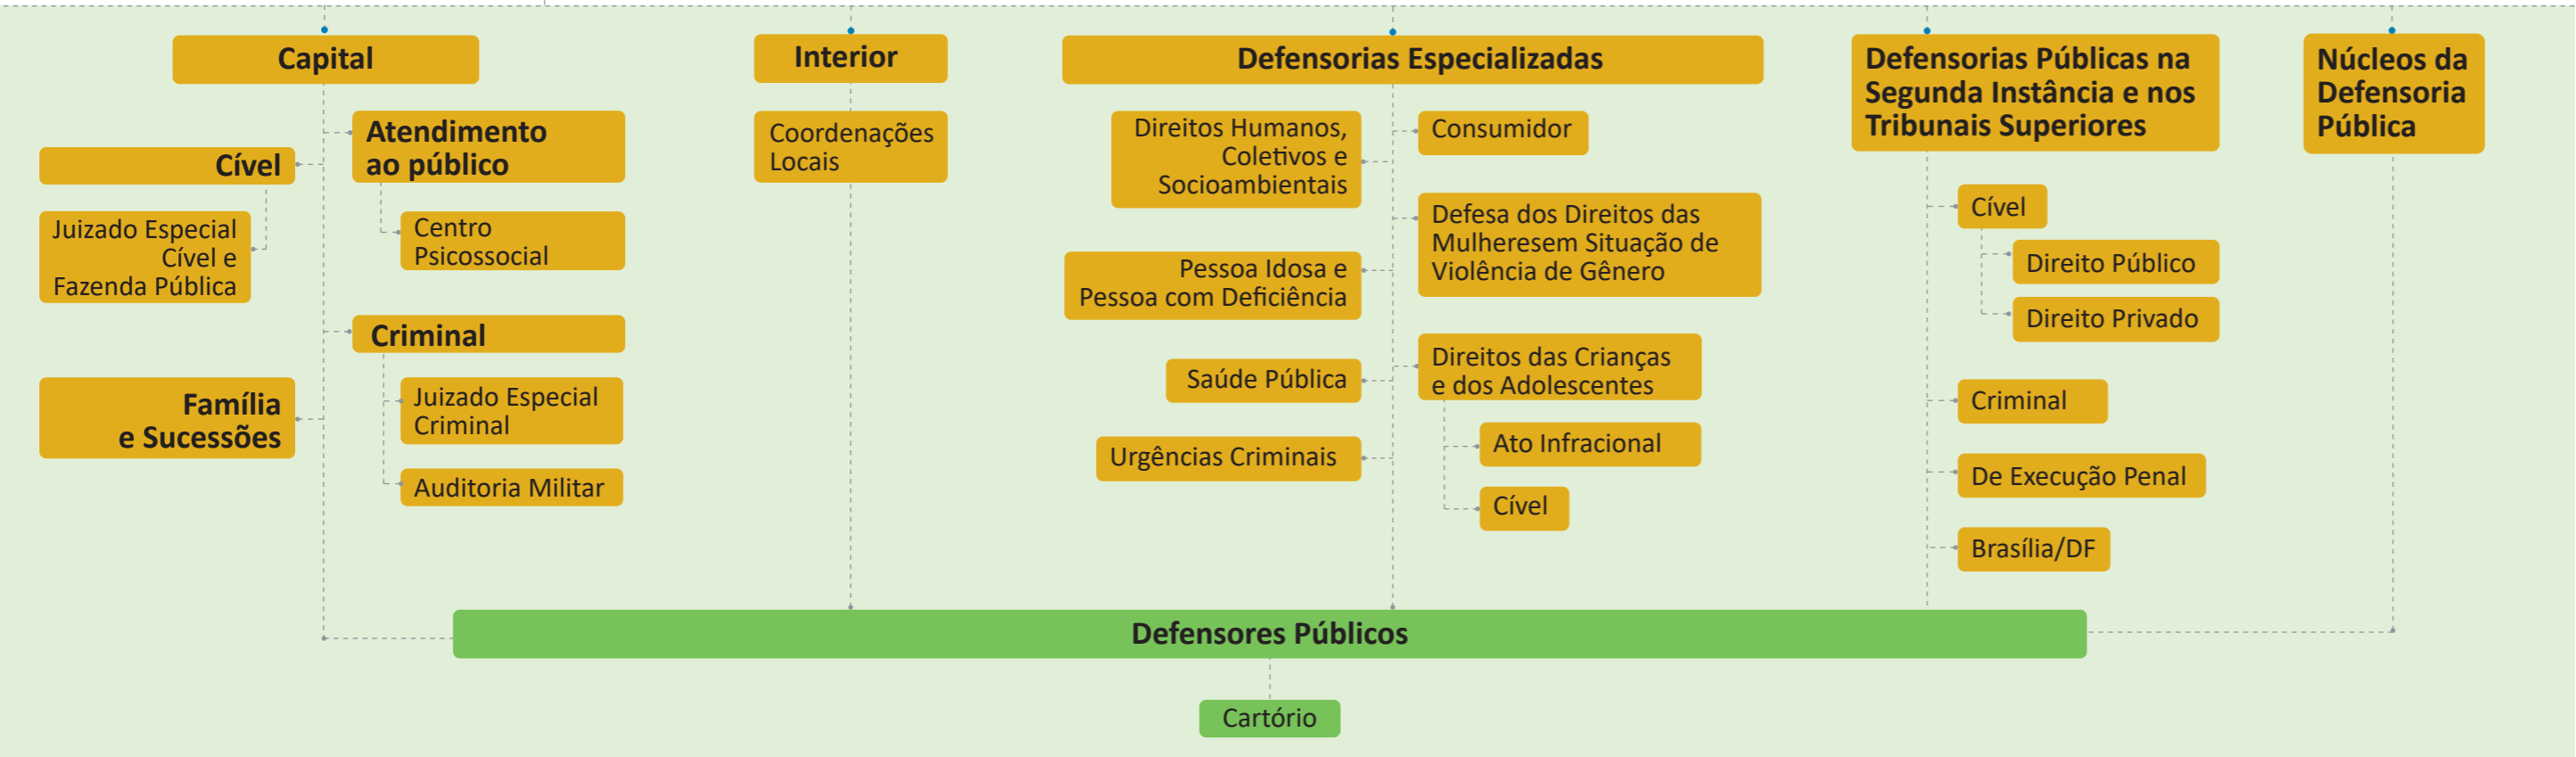 Capital
Cível
Juizado Especial
Cível e
Fazenda Pública
Família
e Sucessões
Atendimento
ao público
Centro
Psicossocial
Criminal
Juizado Especial
Criminal
Auditoria Militar
Interior
Coordenações
Locais
Defensorias Especializadas
Direitos Humanos,
Coletivos e
Socioambientais
Pessoa Idosa e
Pessoa com Deficiência
Saúde Pública
Urgências Criminais
Consumidor
Defesa dos Direitos das
Mulheresem Situação de
Violência de Gênero
Direitos das Crianças
e dos Adolescentes
Ato Infracional
Cível
Defensorias Públicas na
Segunda Instância e nos
Tribunais Superiores
Cível
Direito Público
Direito Privado
Criminal
De Execução Penal
Brasília/DF
Núcleos da
Defensoria
Pública
Defensores Públicos
Cartório